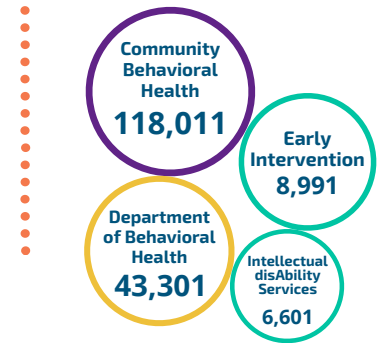 Community
Behavioral
Health
118,011
Early
Intervention
8,991
Department
of Behavioral
Health
43,301
Intellectual
disAbility
Services
6,601